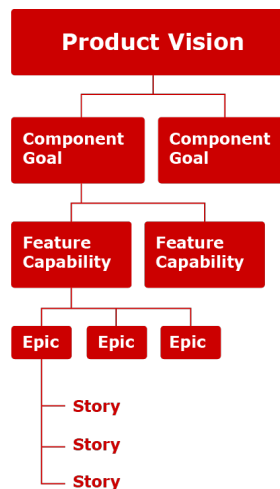 Product Vision
Component
Goal
Component
Goal
Feature
Capability
Feature
Capability
Epic
Epic
Epic
Story
Story
Story